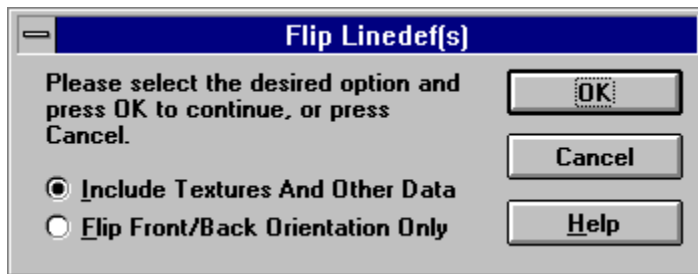 Flip Linedef(s)
Please select the desired option and
press OK to continue, or press
Cancel.
Include Textures And Other Data
Flip Front/Back Orientation Only
OK
Cancel
Help